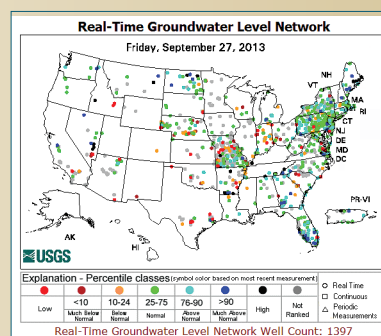 Real-Time Groundwater Level Network
Friday, September 27, 2013
NH
VT
MA
RI
CT
NJ
DE
MD
DC
PR-VI
AK
HI
USGS
Explanation - Percentile classes (symbol color based on most recent measurement)
Low
<10
10-24
25-75
76-90
>90
High
Not
Ranked
Much Below
Normal
Below
Normal
Normal
Above
Normal
Much Above
Normal
Real Time
Continuous
Periodic
Measurements
Real-Time Groundwater Level Network Well Count: 1397